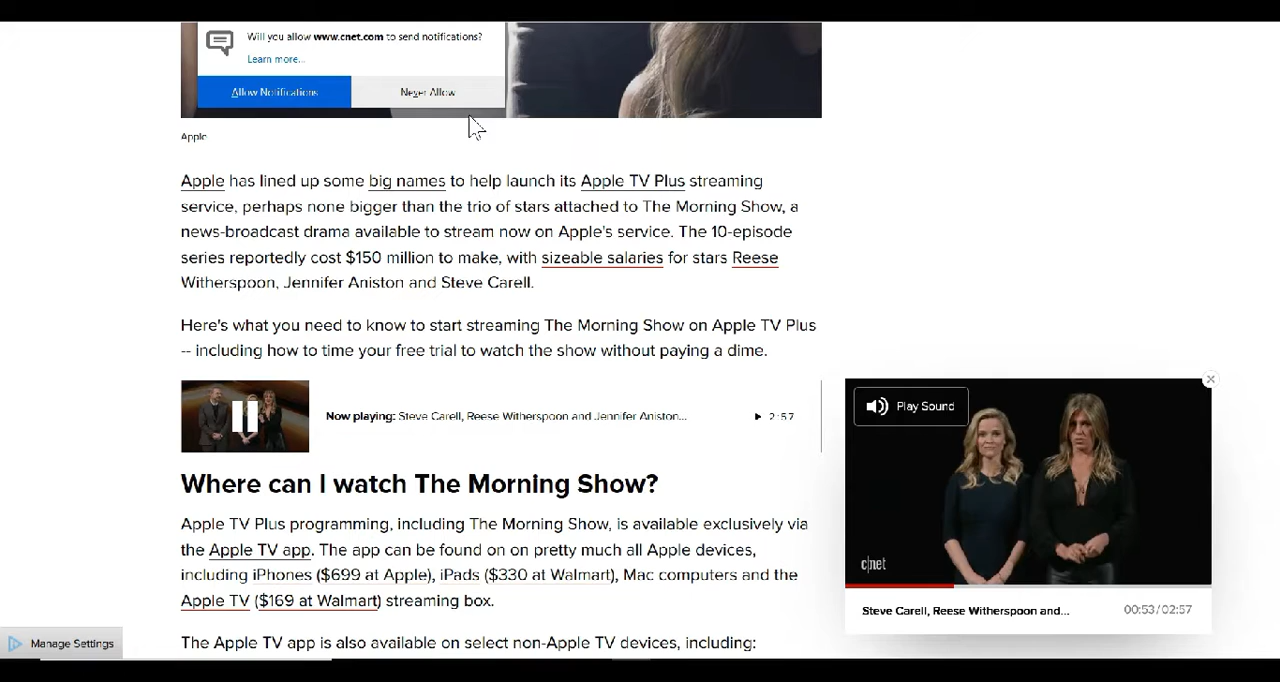 Will you allow www.cnet.com to send notifications?
Learn more...
Allow Notifications
Never Allow
Apple
Apple has lined up some big names to help launch its Apple TV Plus streaming
service, perhaps none bigger than the trio of stars attached to The Morning Show, a
news-broadcast drama available to stream now on Apple's service. The 10-episode
series reportedly cost $150 million to make, with sizeable salaries for stars Reese
Witherspoon, Jennifer Aniston and Steve Carell.
Here's what you need to know to start streaming The Morning Show on Apple TV Plus
-- including how to time your free trial to watch the show without paying a dime.
Now playing: Steve Carell, Reese Witherspoon and Jennifer Aniston...
2:57
Where can I watch The Morning Show?
Apple TV Plus programming, including The Morning Show, is available exclusively via
the Apple TV app. The app can be found on on pretty much all Apple devices,
including iPhones ($699 at Apple), iPads ($330 at Walmart), Mac computers and the
Apple TV ($169 at Walmart) streaming box.
The Apple TV app is also available on select non-Apple TV devices, including:
Play Sound
c|net
Steve Carell, Reese Witherspoon and...
00:53/02:57
Manage Settings